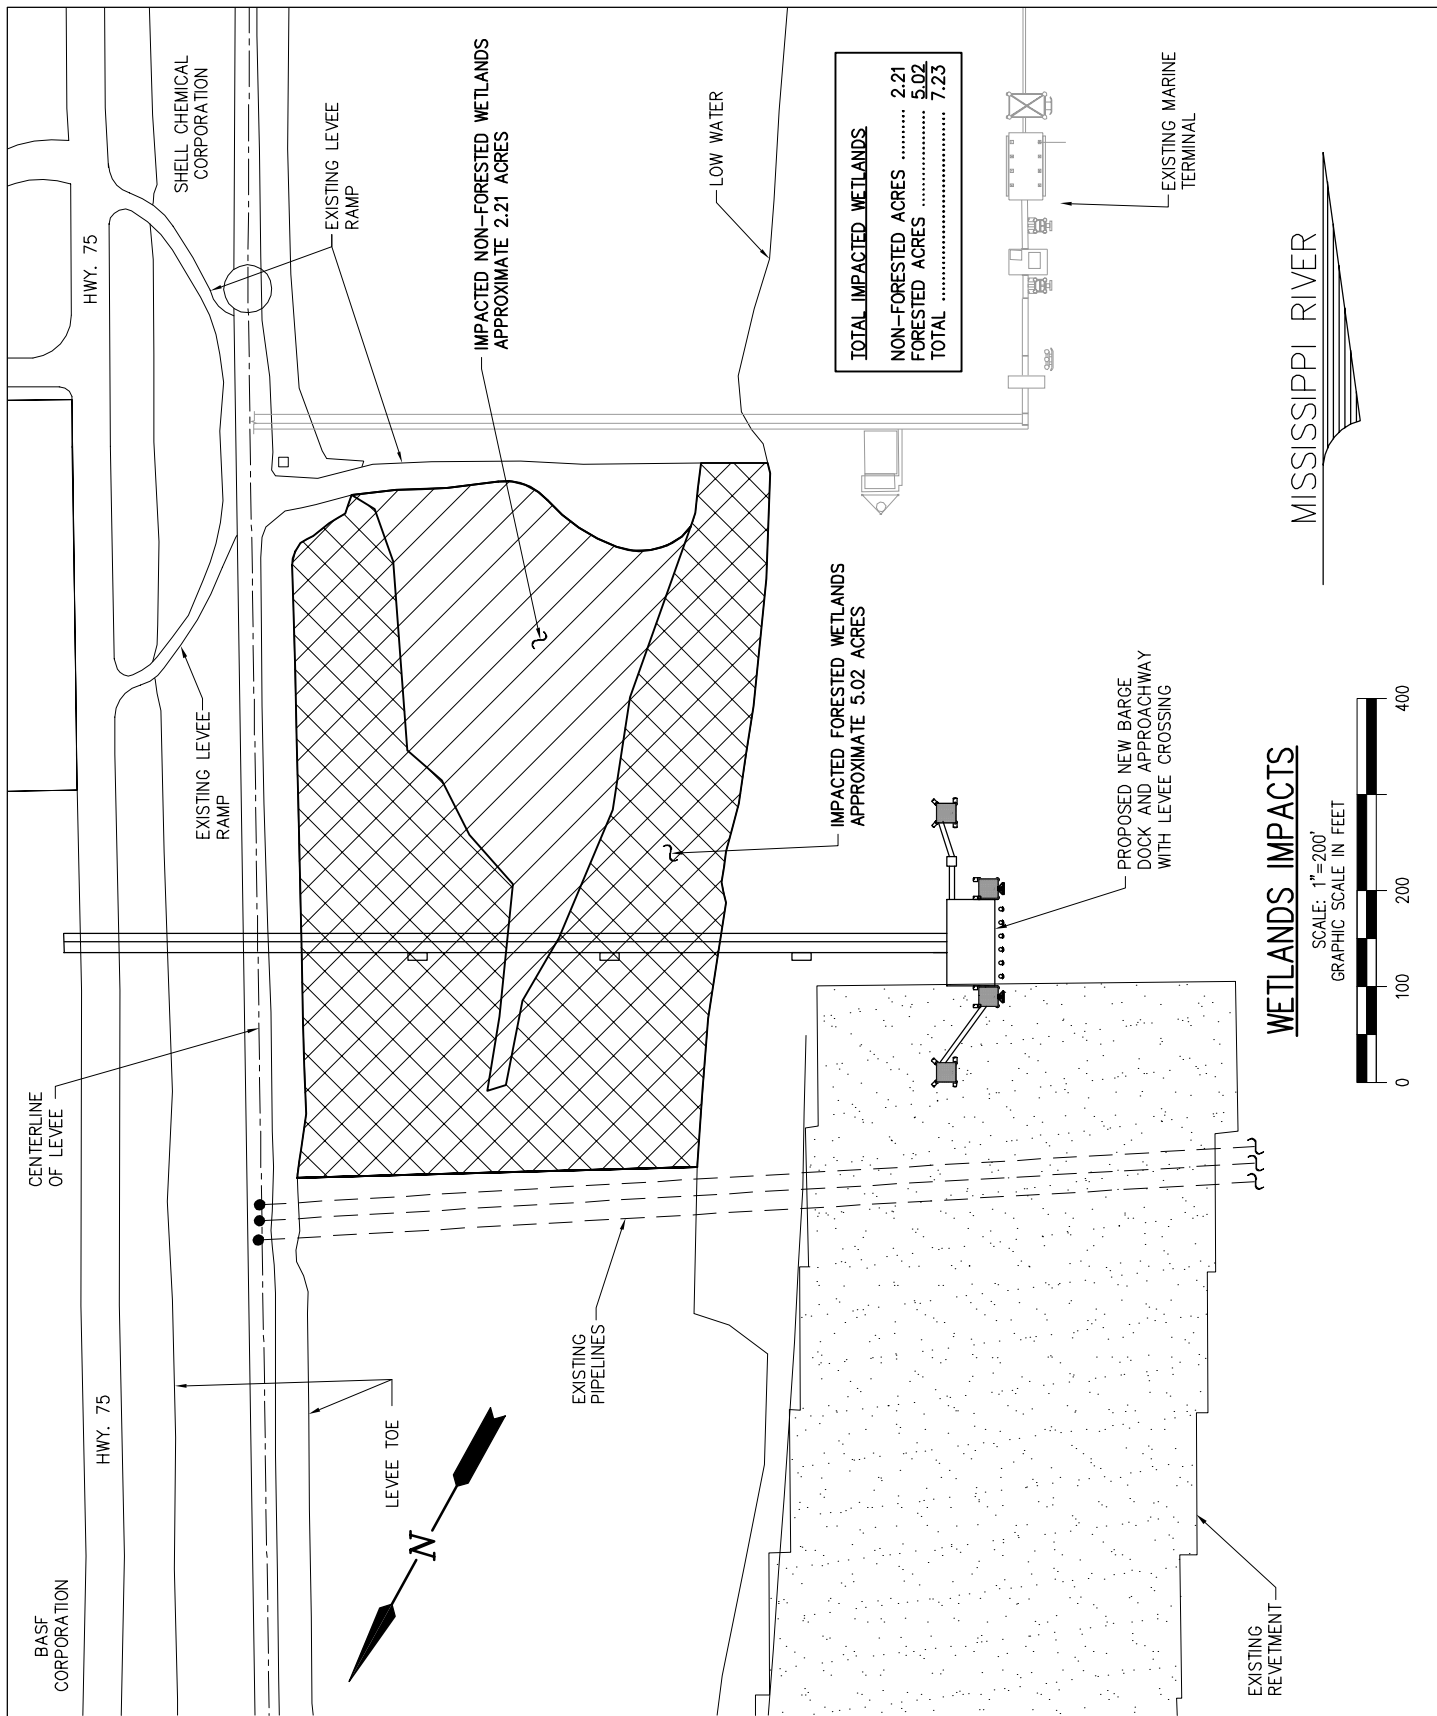 BASF
CORPORATION
HWY. 75
CENTERLINE
OF LEVEE
EXISTING LEVEE
RAMP
HWY. 75
SHELL CHEMICAL
CORPORATION
EXISTING LEVEE
RAMP
LEVEE TOE
N
EXISTING
PIPELINES
IMPACTED NON-FORESTED WETLANDS
APPROXIMATE 2.21 ACRES
LOW WATER
IMPACTED FORESTED WETLANDS
APPROXIMATE 5.02 ACRES
TOTAL IMPACTED WETLANDS
NON-FORESTED ACRES .......... 2.21
FORESTED ACRES ................... 5.02
TOTAL ................................... 7.23
PROPOSED NEW BARGE
DOCK AND APPROACHWAY
WITH LEVEE CROSSING
EXISTING MARINE
TERMINAL
EXISTING
REVETMENT
MISSISSIPPI RIVER
WETLANDS IMPACTS
SCALE: 1"=200'
GRAPHIC SCALE IN FEET
0 100 200 400